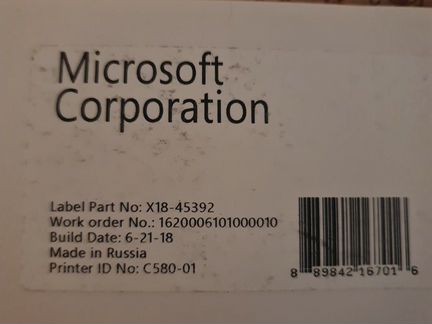 Microsoft
Corporation
Label Part No: X18-45392
Work order No.: 1620006101000010
Build Date: 6-21-18
Made in Russia
Printer ID No: C580-01
8 89842 16701 6